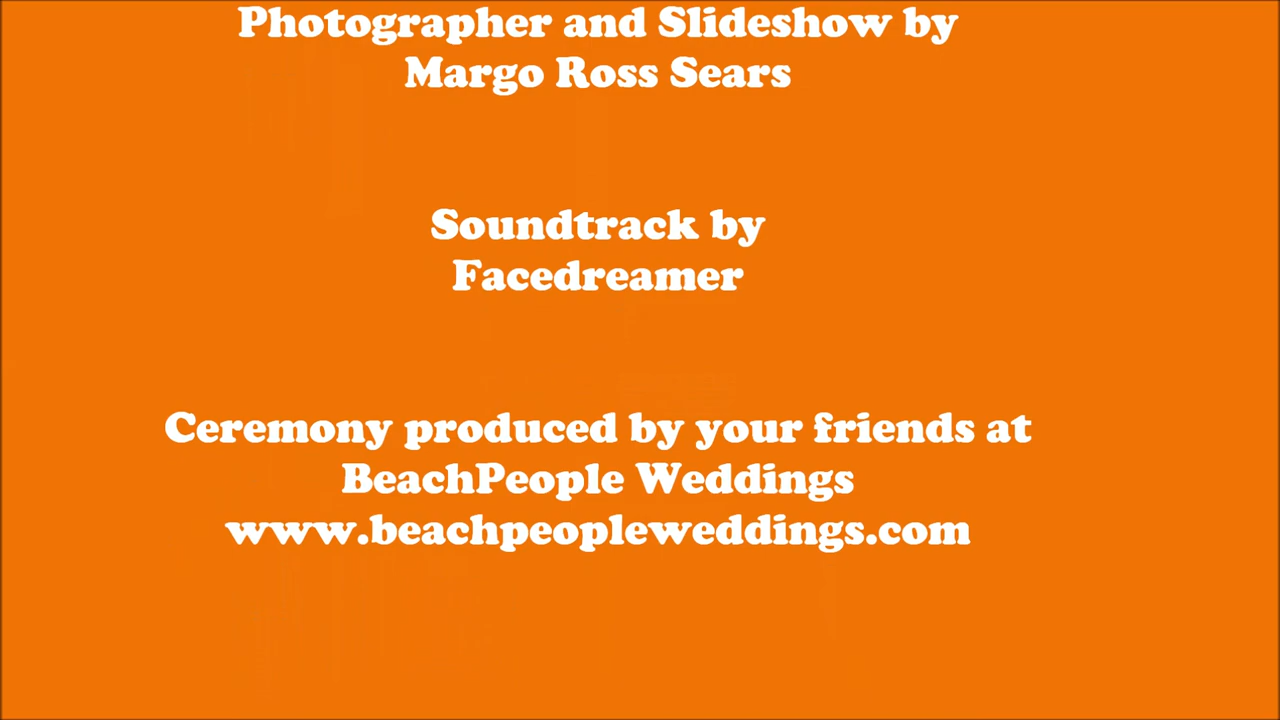 Photographer and Slideshow by
Margo Ross Sears
Soundtrack by
Facedreamer
Ceremony produced by your friends at
BeachPeople Weddings
www.beachpeopleweddings.com